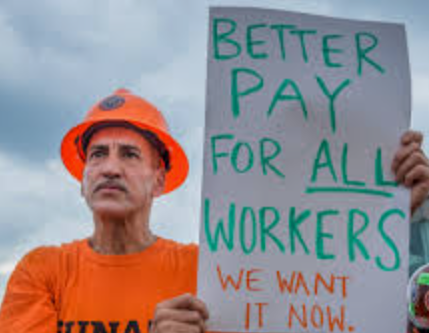 BETTER
PAY
FOR ALL
WORKERS
WE WANT
IT NOW.